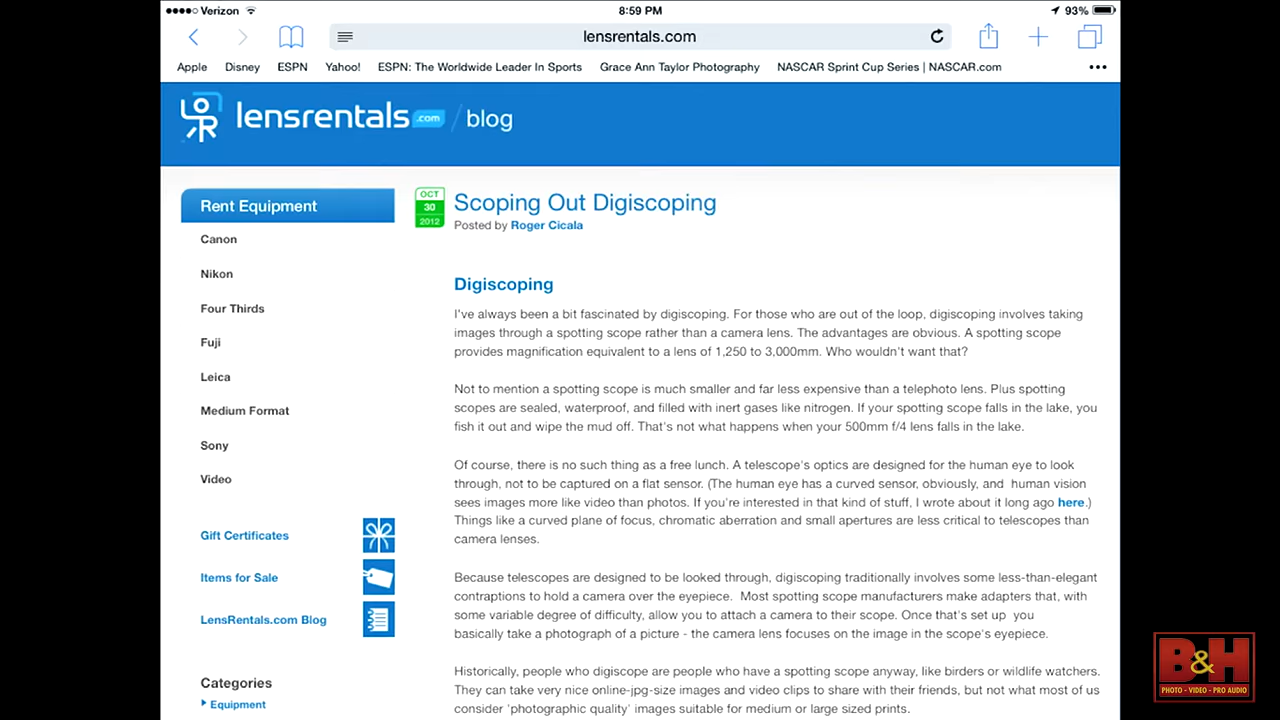 Verizon
8:59 PM
93%
lensrentals.com
Apple
Disney
ESPN
Yahoo!
ESPN: The Worldwide Leader In Sports
Grace Ann Taylor Photography
NASCAR Sprint Cup Series | NASCAR.com
LOR
lensrentals.com / blog
Rent Equipment
Canon
Nikon
Four Thirds
Fuji
Leica
Medium Format
Sony
Video
Gift Certificates
Items for Sale
LensRentals.com Blog
Categories
Equipment
OCT
30
2012
Scoping Out Digiscoping
Posted by Roger Cicala
Digiscoping
I've always been a bit fascinated by digiscoping. For those who are out of the loop, digiscoping involves taking
images through a spotting scope rather than a camera lens. The advantages are obvious. A spotting scope
provides magnification equivalent to a lens of 1,250 to 3,000mm. Who wouldn't want that?
Not to mention a spotting scope is much smaller and far less expensive than a telephoto lens. Plus spotting
scopes are sealed, waterproof, and filled with inert gases like nitrogen. If your spotting scope falls in the lake, you
fish it out and wipe the mud off. That's not what happens when your 500mm f/4 lens falls in the lake.
Of course, there is no such thing as a free lunch. A telescope's optics are designed for the human eye to look
through, not to be captured on a flat sensor. (The human eye has a curved sensor, obviously, and human vision
sees images more like video than photos. If you're interested in that kind of stuff, I wrote about it long ago here.)
Things like a curved plane of focus, chromatic aberration and small apertures are less critical to telescopes than
camera lenses.
Because telescopes are designed to be looked through, digiscoping traditionally involves some less-than-elegant
contraptions to hold a camera over the eyepiece. Most spotting scope manufacturers make adapters that, with
some variable degree of difficulty, allow you to attach a camera to their scope. Once that's set up you
basically take a photograph of a picture - the camera lens focuses on the image in the scope's eyepiece.
Historically, people who digiscope are people who have a spotting scope anyway, like birders or wildlife watchers.
They can take very nice online-jpg-size images and video clips to share with their friends, but not what most of us
consider 'photographic quality' images suitable for medium or large sized prints.
B&H
PHOTO - VIDEO - PRO AUDIO